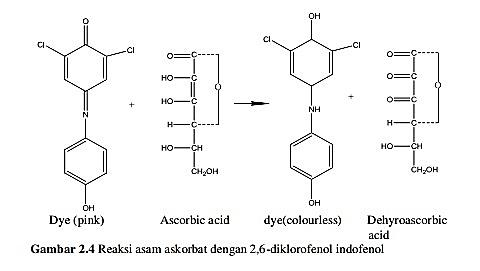 O
Cl
Cl
N
OH
Dye (pink)
+
O C
HO C
HO C
H C
HO CH
CH2OH
O
Ascorbic acid
OH
Cl
Cl
NH
OH
dye(colourless)
+
O C
O C
O C
H C
HO CH
CH2OH
O
Dehyroascorbic
acid
Gambar 2.4 Reaksi asam askorbat dengan 2,6-diklorofenol indofenol